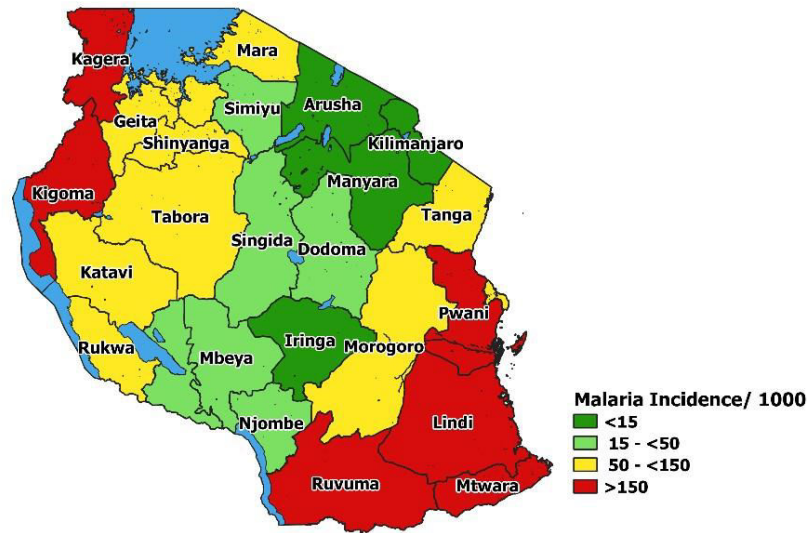 Kagera
Mara
Simiyu
Arusha
Geita
Shinyanga
Kilimanjaro
Manyara
Kigoma
Tabora
Tanga
Singida
Dodoma
Katavi
Pwani
Rukwa
Iringa
Morogoro
Mbeya
Njombe
Lindi
Ruvuma
Mtwara
Malaria Incidence/ 1000
<15
15 - <50
50 - <150
>150